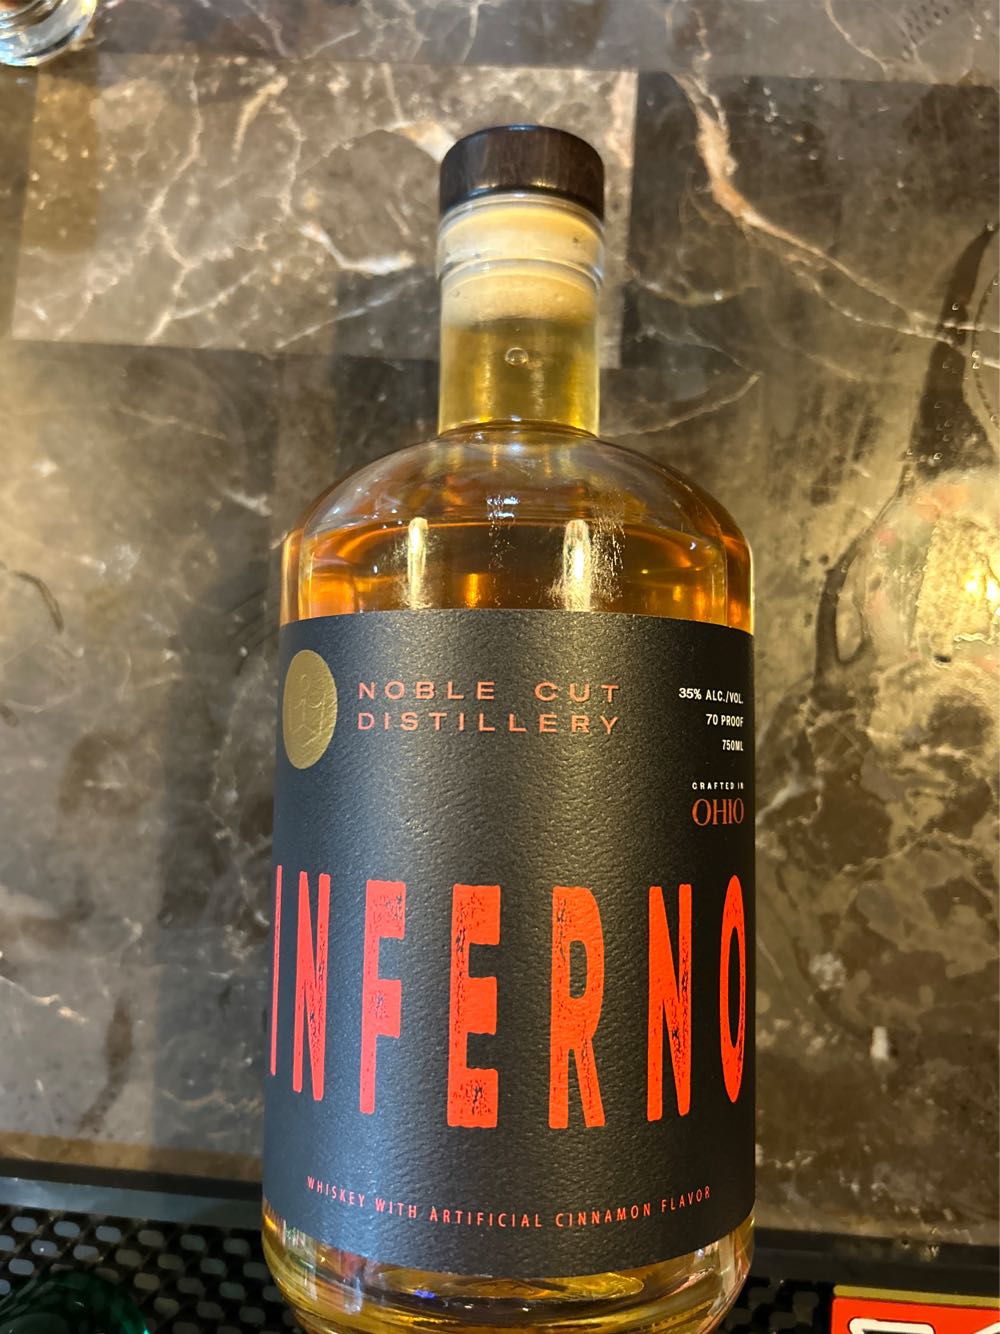 NOBLE CUT
DISTILLERY
35% ALC./VOL.
70 PROOF
750ML
CRAFTED IN
OHIO
INFERNO
WHISKEY WITH ARTIFICIAL CINNAMON FLAVOR